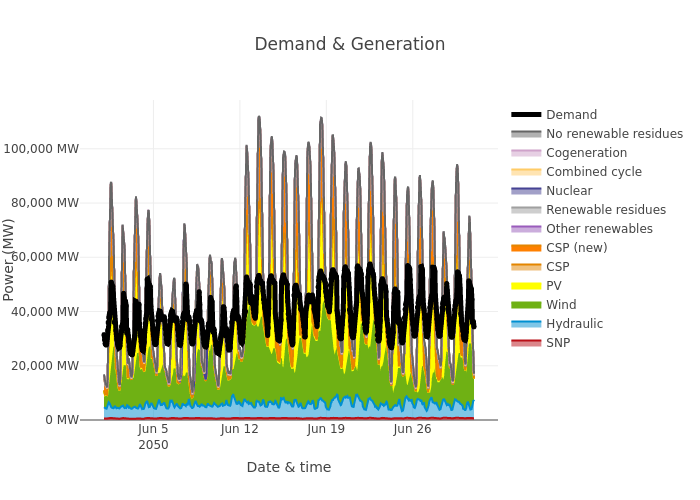 Demand & Generation
100,000 MW
80,000 MW
60,000 MW
40,000 MW
20,000 MW
0 MW
Power (MW)
Jun 5
2050
Jun 12
Jun 19
Jun 26
Date & time
Demand
No renewable residues
Cogeneration
Combined cycle
Nuclear
Renewable residues
Other renewables
CSP (new)
CSP
PV
Wind
Hydraulic
SNP